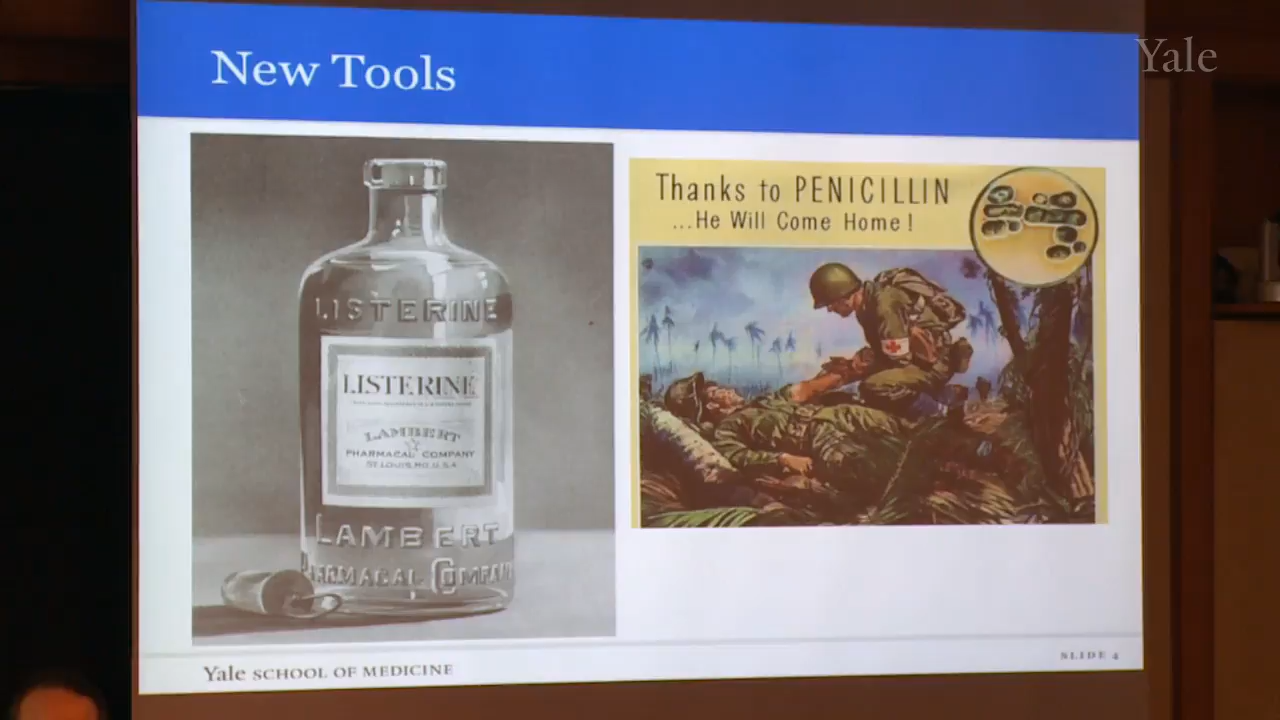 New Tools
Yale
LISTERINE
LISTERINE
LAMBERT
PHARMACAL COMPANY
ST. LOUIS, MO. U.S.A
LAMBERT
PHARMACAL COMPANY
Thanks to PENICILLIN
...He Will Come Home!
Yale SCHOOL OF MEDICINE
SLIDE 4